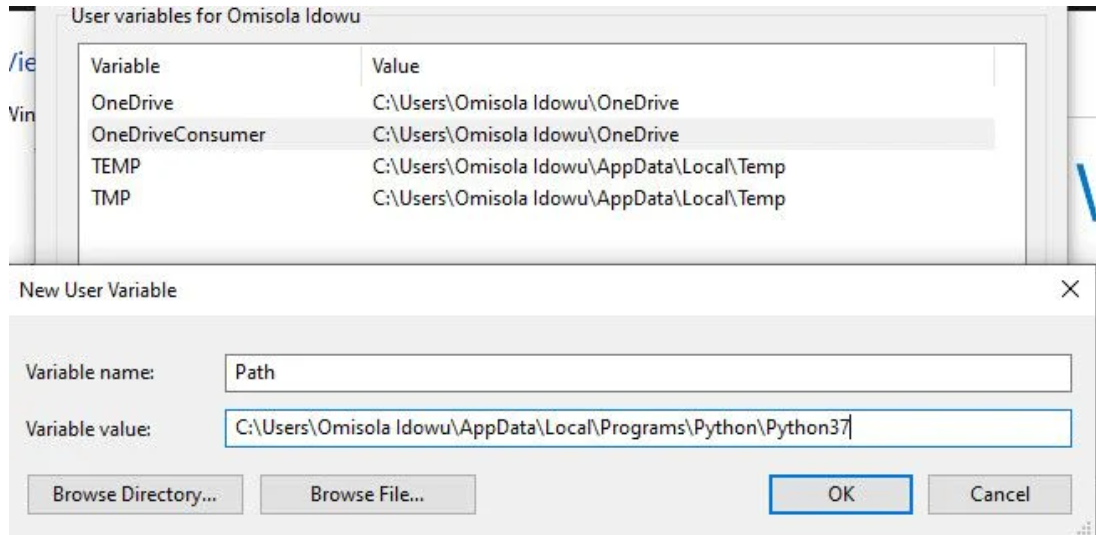 User variables for Omisola Idowu
Variable Value
OneDrive C:\Users\Omisola Idowu\OneDrive
OneDriveConsumer C:\Users\Omisola Idowu\OneDrive
TEMP C:\Users\Omisola Idowu\AppData\Local\Temp
TMP C:\Users\Omisola Idowu\AppData\Local\Temp
New User Variable
Variable name: Path
Variable value: C:\Users\Omisola Idowu\AppData\Local\Programs\Python\Python37
Browse Directory... Browse File... OK Cancel